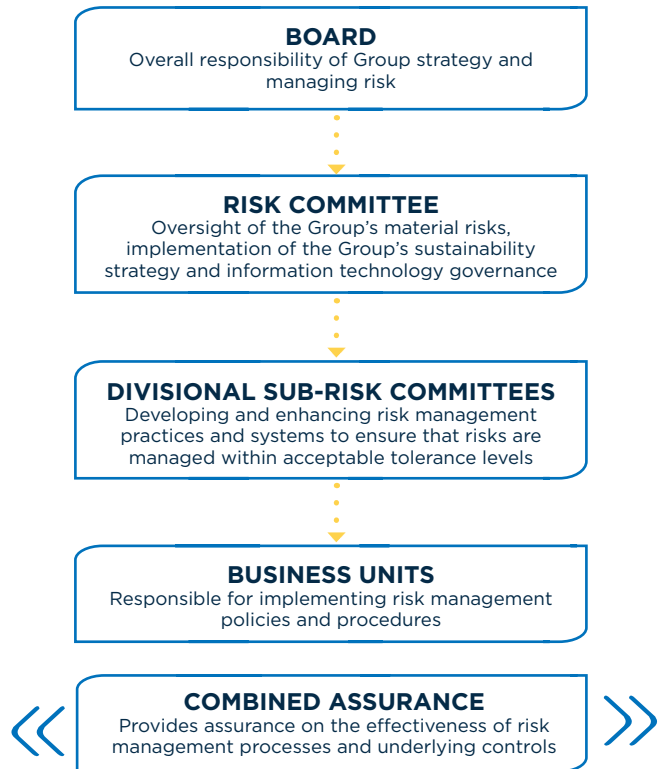 BOARD
Overall responsibility of Group strategy and
managing risk
RISK COMMITTEE
Oversight of the Group's material risks,
implementation of the Group's sustainability
strategy and information technology governance
DIVISIONAL SUB-RISK COMMITTEES
Developing and enhancing risk management
practices and systems to ensure that risks are
managed within acceptable tolerance levels
BUSINESS UNITS
Responsible for implementing risk management
policies and procedures
COMBINED ASSURANCE
Provides assurance on the effectiveness of risk
management processes and underlying controls